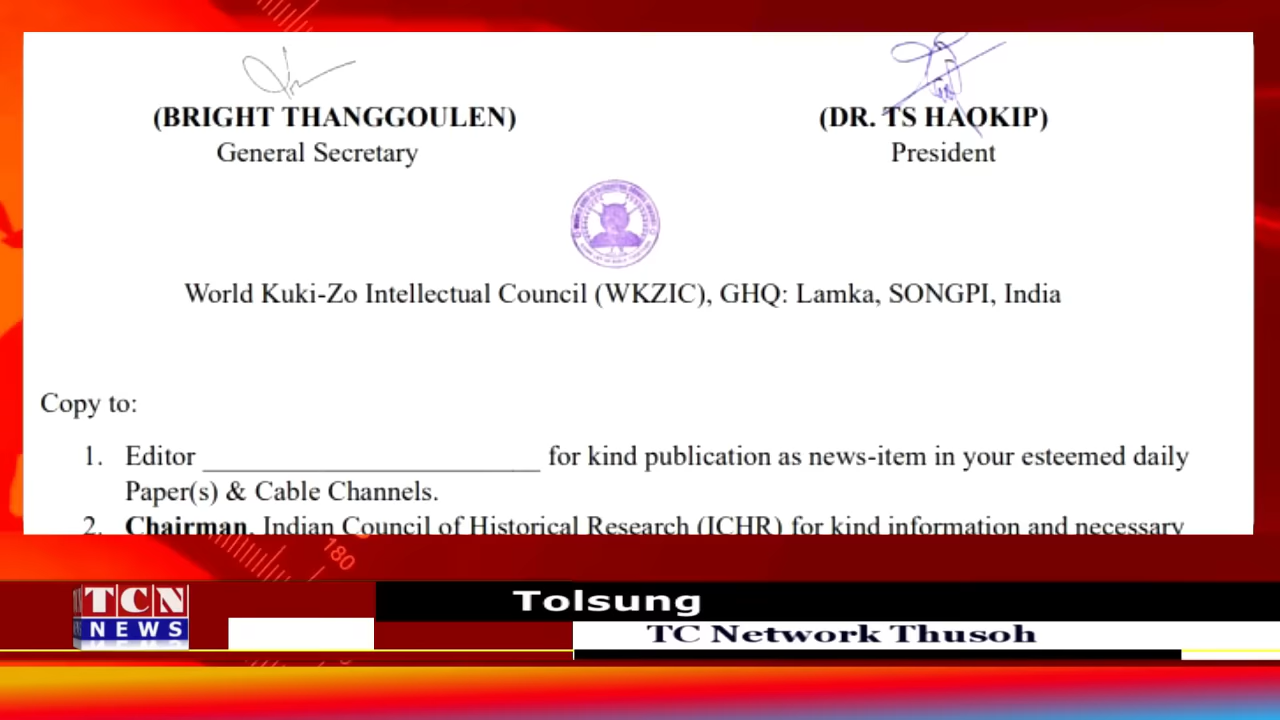 (BRIGHT THANGGOULEN)
(DR. TS HAOKIP)
General Secretary
President
World Kuki-Zo Intellectual Council (WKZIC), GHQ: Lamka, SONGPI, India
Copy to:
1. Editor ________________________ for kind publication as news-item in your esteemed daily
Paper(s) & Cable Channels.
2. Chairman, Indian Council of Historical Research (ICHR) for kind information and necessary
180
TCN
NEWS
Tolsung
TC Network Thusoh